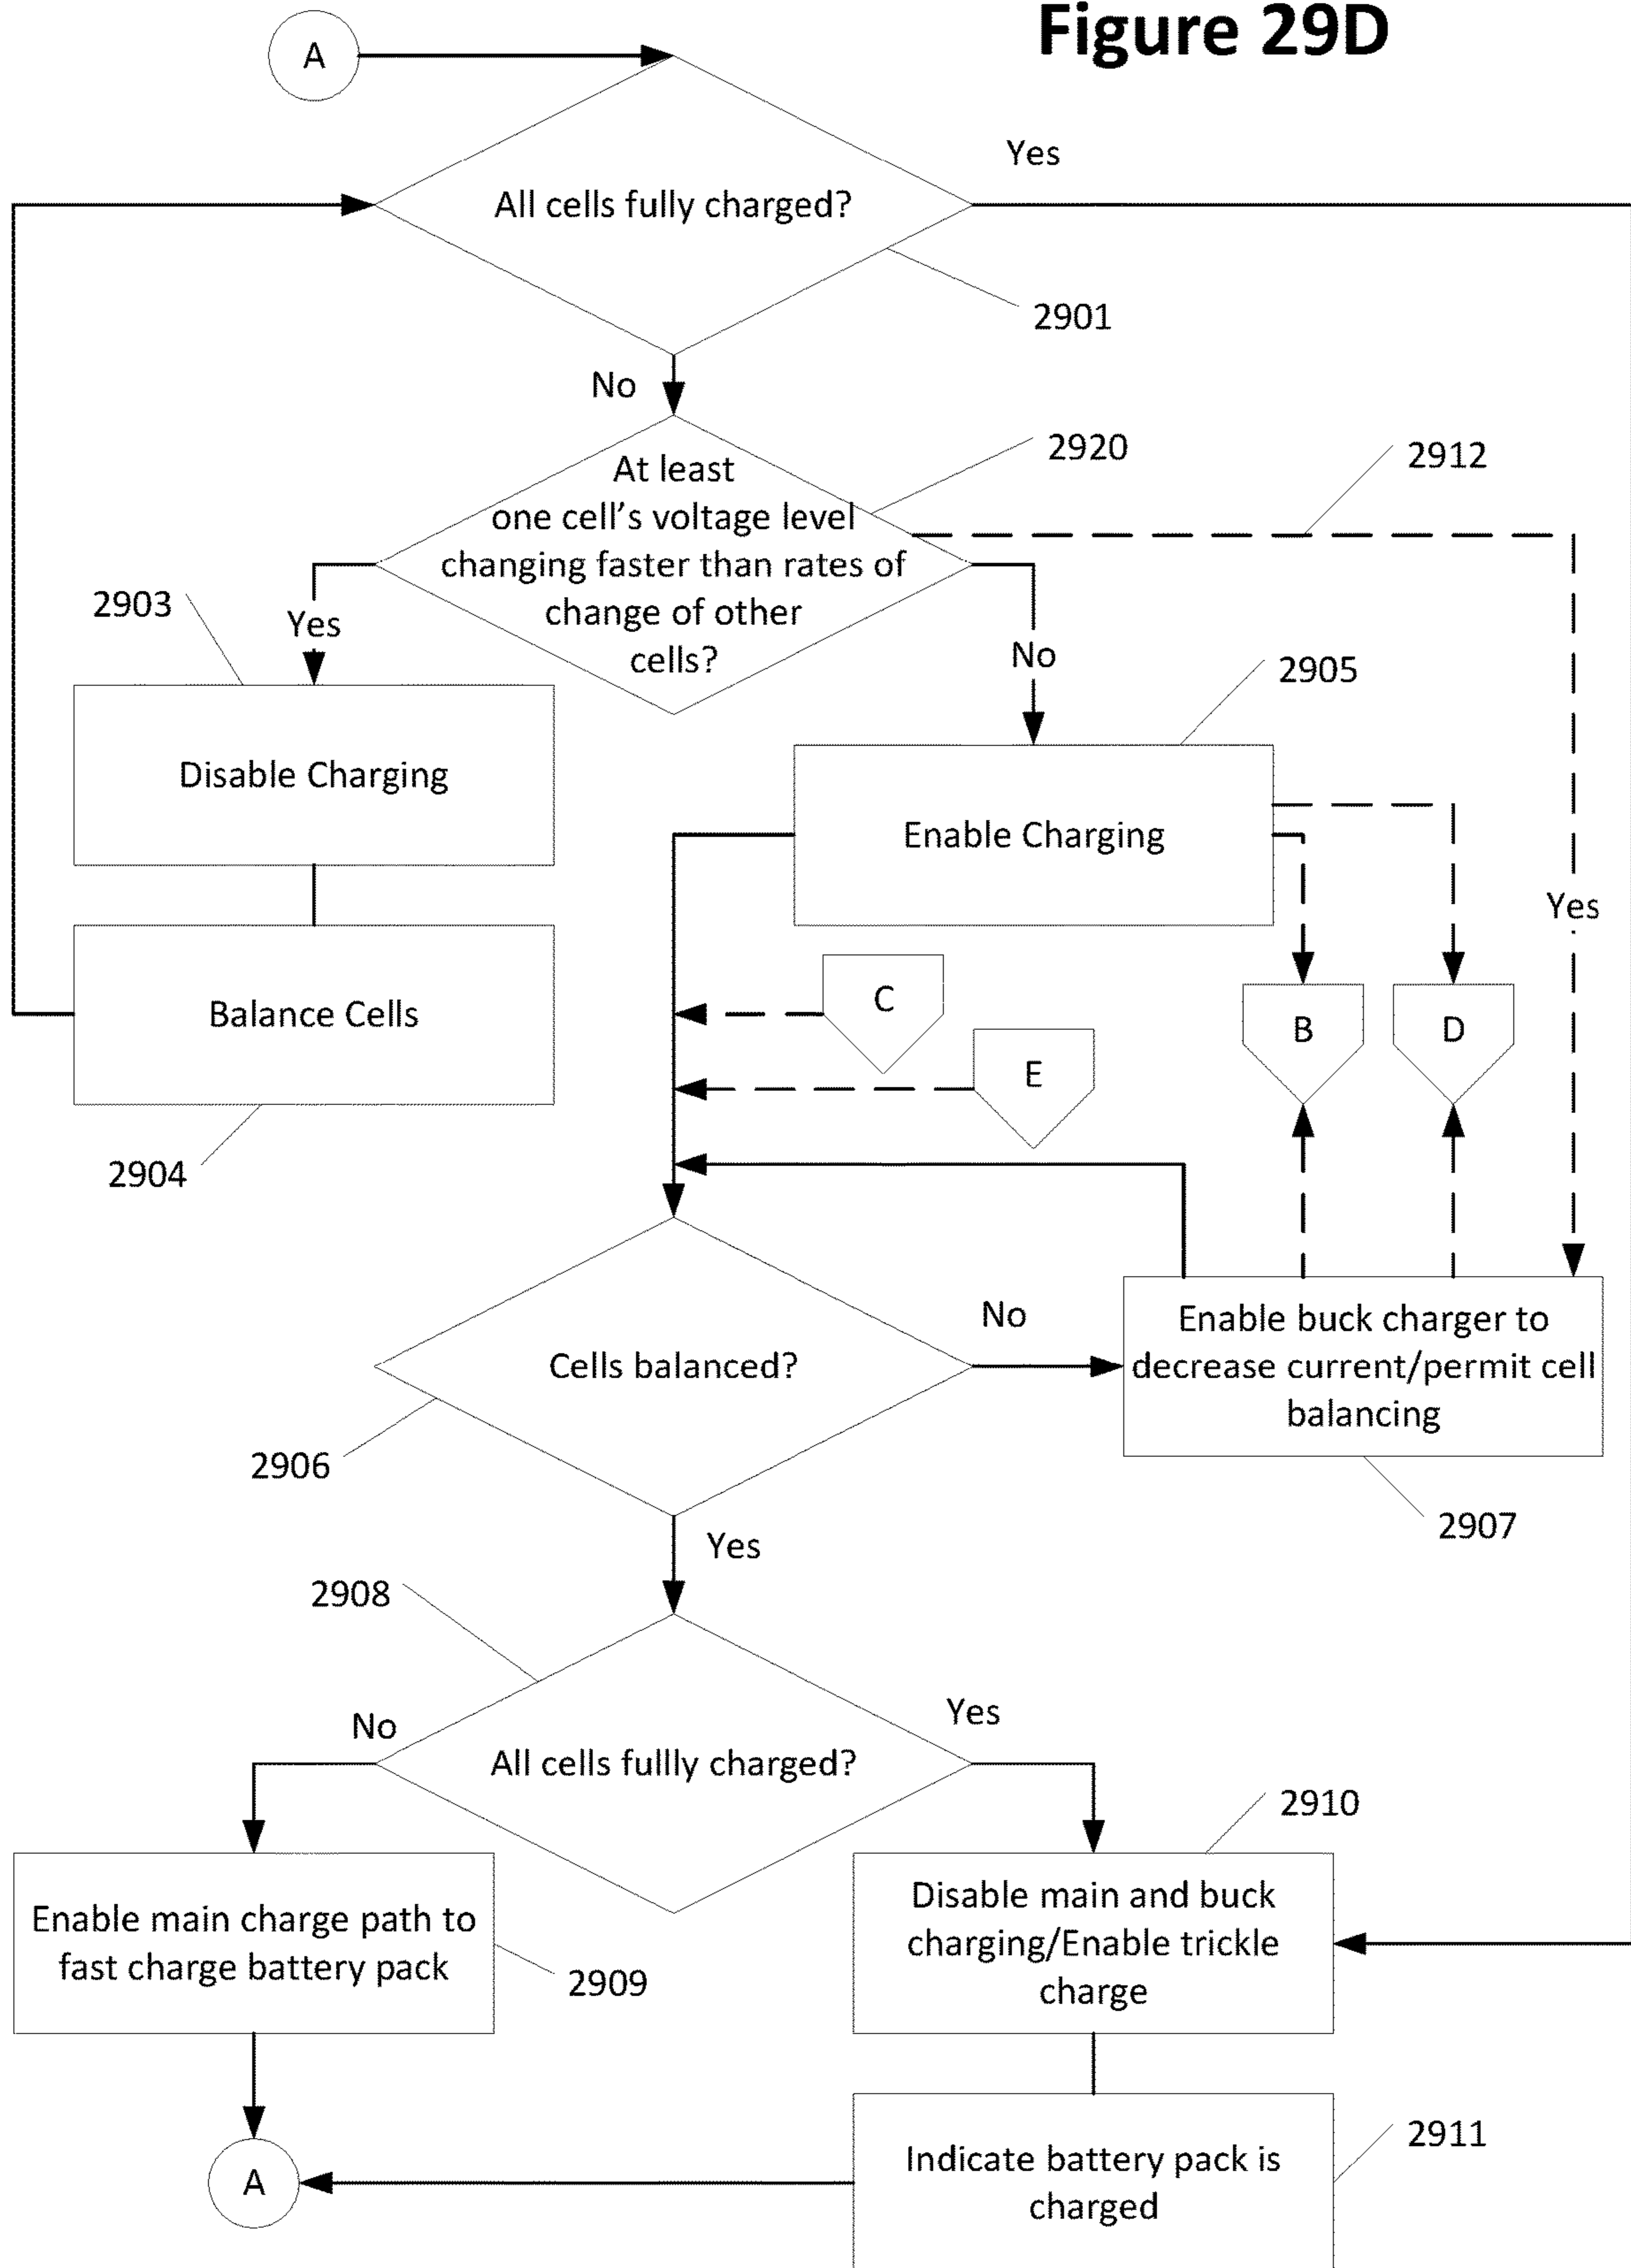 Figure 29D
A
Yes
All cells fully charged?
2901
No
2920
2912
At least
one cell's voltage level
changing faster than rates of
change of other
cells?
2903
Yes
No
2905
Disable Charging
Enable Charging
Yes
C
B
D
Balance Cells
E
2904
No
Enable buck charger to
decrease current/permit cell
balancing
Cells balanced?
2906
2907
Yes
2908
No
Yes
All cells fullly charged?
2910
Enable main charge path to
fast charge battery pack
2909
Disable main and buck
charging/Enable trickle
charge
2911
A
Indicate battery pack is
charged